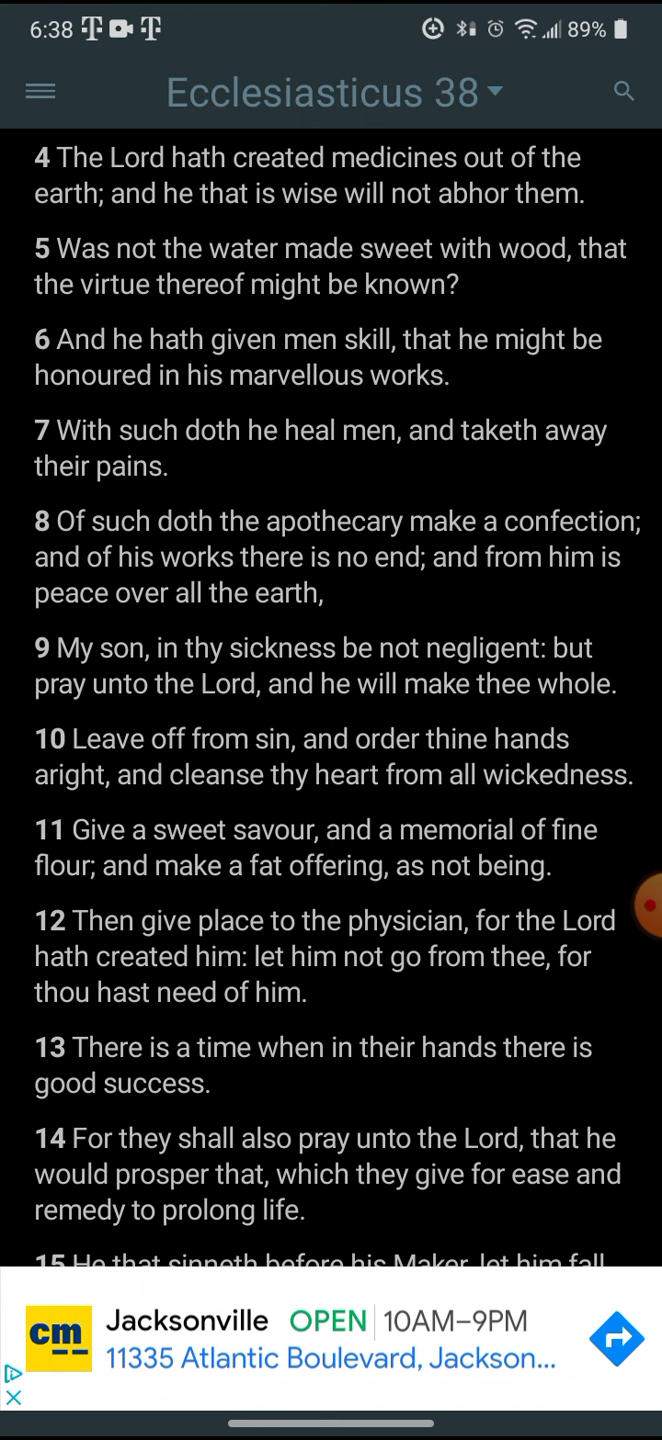 6:38 89%
Ecclesiasticus 38
4 The Lord hath created medicines out of the
earth; and he that is wise will not abhor them.
5 Was not the water made sweet with wood, that
the virtue thereof might be known?
6 And he hath given men skill, that he might be
honoured in his marvellous works.
7 With such doth he heal men, and taketh away
their pains.
8 Of such doth the apothecary make a confection;
and of his works there is no end; and from him is
peace over all the earth,
9 My son, in thy sickness be not negligent: but
pray unto the Lord, and he will make thee whole.
10 Leave off from sin, and order thine hands
aright, and cleanse thy heart from all wickedness.
11 Give a sweet savour, and a memorial of fine
flour; and make a fat offering, as not being.
12 Then give place to the physician, for the Lord
hath created him: let him not go from thee, for
thou hast need of him.
13 There is a time when in their hands there is
good success.
14 For they shall also pray unto the Lord, that he
would prosper that, which they give for ease and
remedy to prolong life.
15 He that sinneth before his Maker, let him fall
cm Jacksonville OPEN 10AM–9PM
11335 Atlantic Boulevard, Jackson...